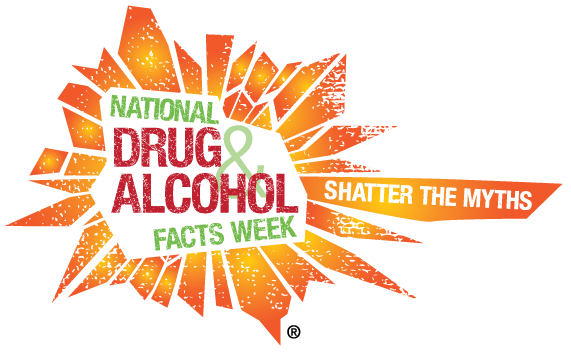 NATIONAL
DRUG &
ALCOHOL
FACTS WEEK
SHATTER THE MYTHS
®